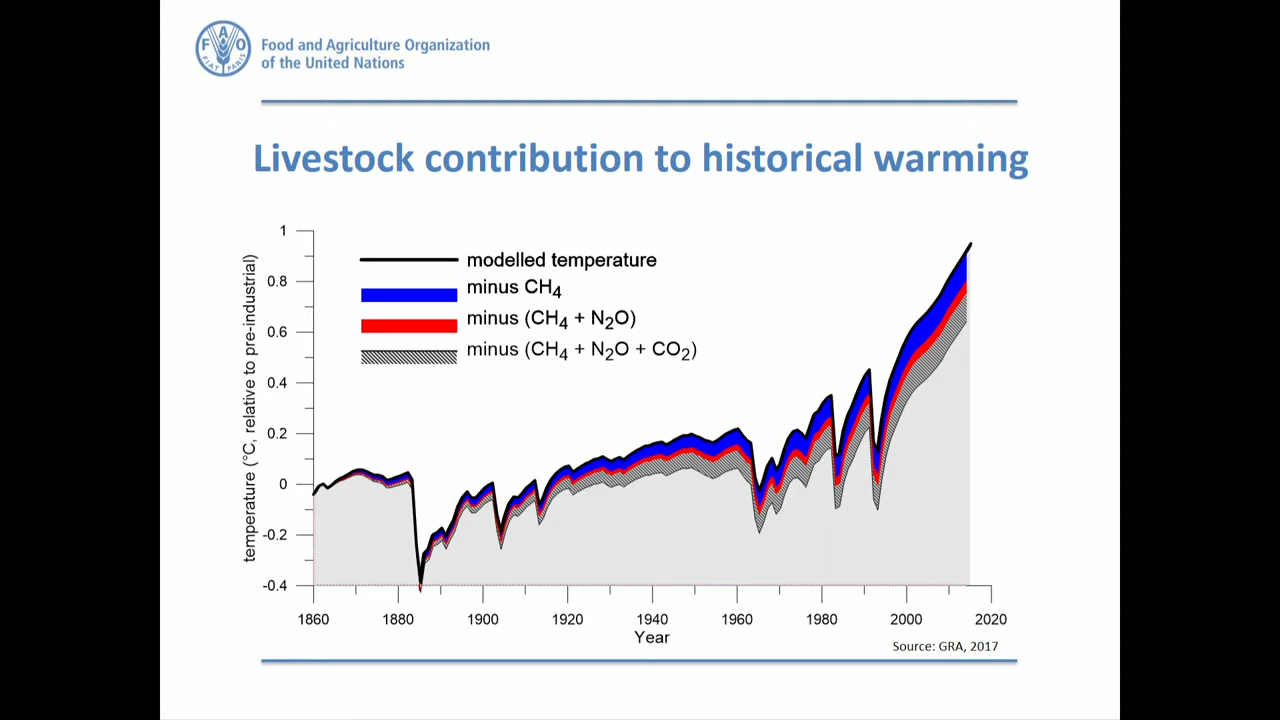 F A O
FIAT PANIS
Food and Agriculture Organization
of the United Nations
Livestock contribution to historical warming
temperature (°C, relative to pre-industrial)
1
0.8
0.6
0.4
0.2
0
-0.2
-0.4
modelled temperature
minus CH₄
minus (CH₄ + N₂O)
minus (CH₄ + N₂O + CO₂)
1860 1880 1900 1920 1940 1960 1980 2000 2020
Year
Source: GRA, 2017